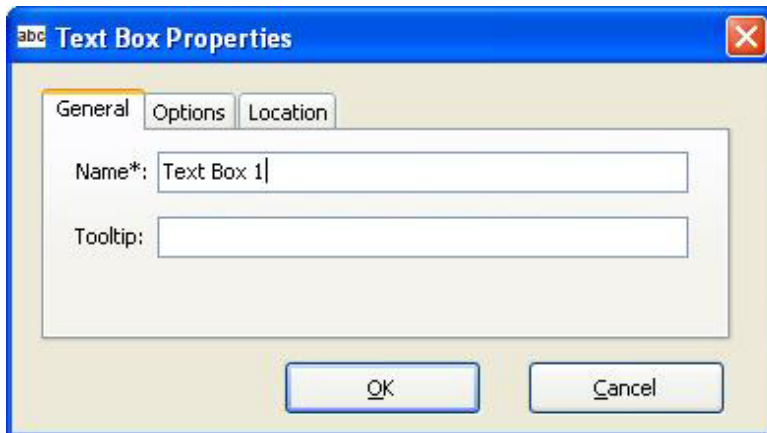 abc Text Box Properties
General Options Location
Name*: Text Box 1
Tooltip:
OK Cancel